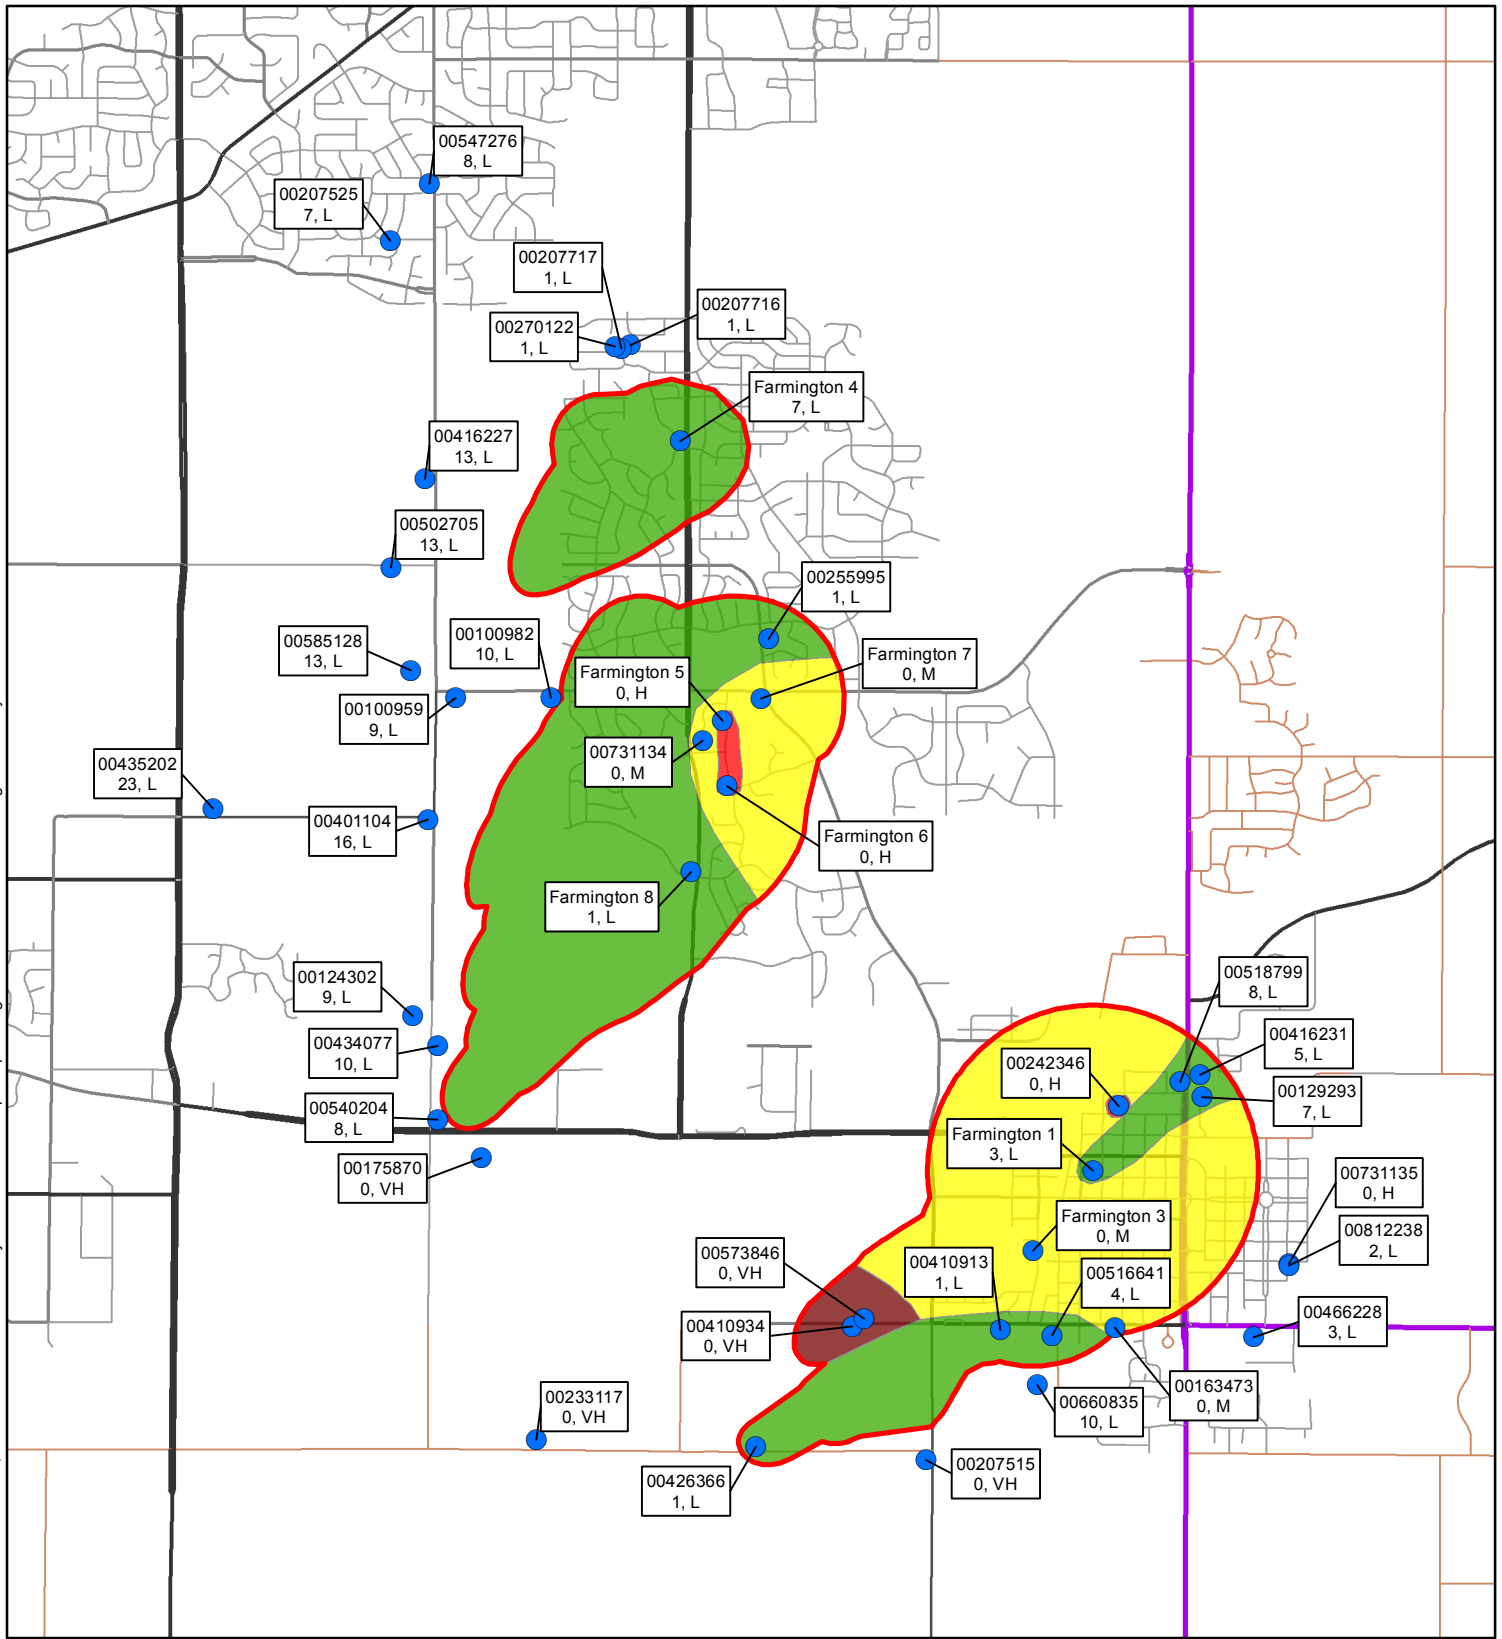 00547276
8, L
00207525
7, L
00207717
1, L
00207716
1, L
00270122
1, L
Farmington 4
7, L
00416227
13, L
00502705
13, L
00255995
1, L
00585128
13, L
00100982
10, L
Farmington 5
0, H
Farmington 7
0, M
00100959
9, L
00731134
0, M
00435202
23, L
00401104
16, L
Farmington 6
0, H
Farmington 8
1, L
00124302
9, L
00518799
8, L
00434077
10, L
00416231
5, L
00242346
0, H
00129293
7, L
00540204
8, L
Farmington 1
3, L
00175870
0, VH
00731135
0, H
Farmington 3
0, M
00812238
2, L
00573846
0, VH
00410913
1, L
00516641
4, L
00410934
0, VH
00466228
3, L
00163473
0, M
00233117
0, VH
00660835
10, L
00207515
0, VH
00426366
1, L